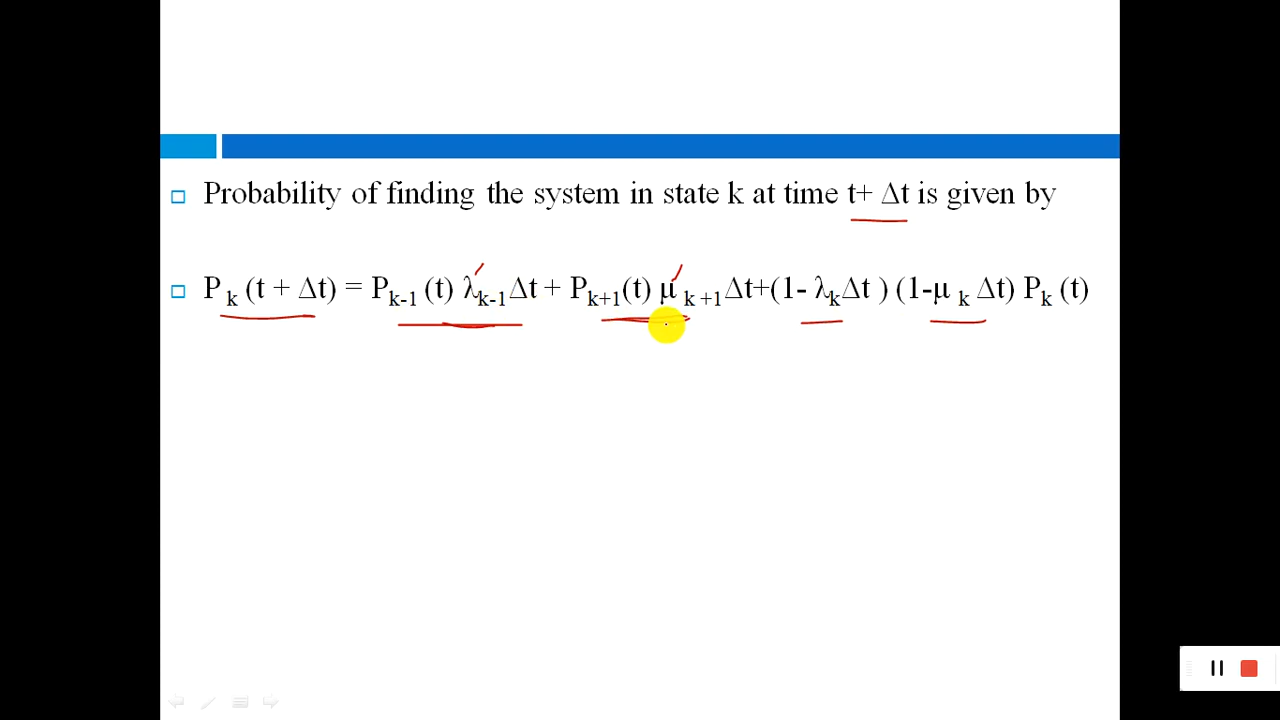 Probability of finding the system in state k at time t+ Δt is given by
P k (t + Δt) = Pk-1 (t) λk-1Δt + Pk+1(t) μ k +1Δt+(1- λkΔt ) (1-μ k Δt) Pk (t)